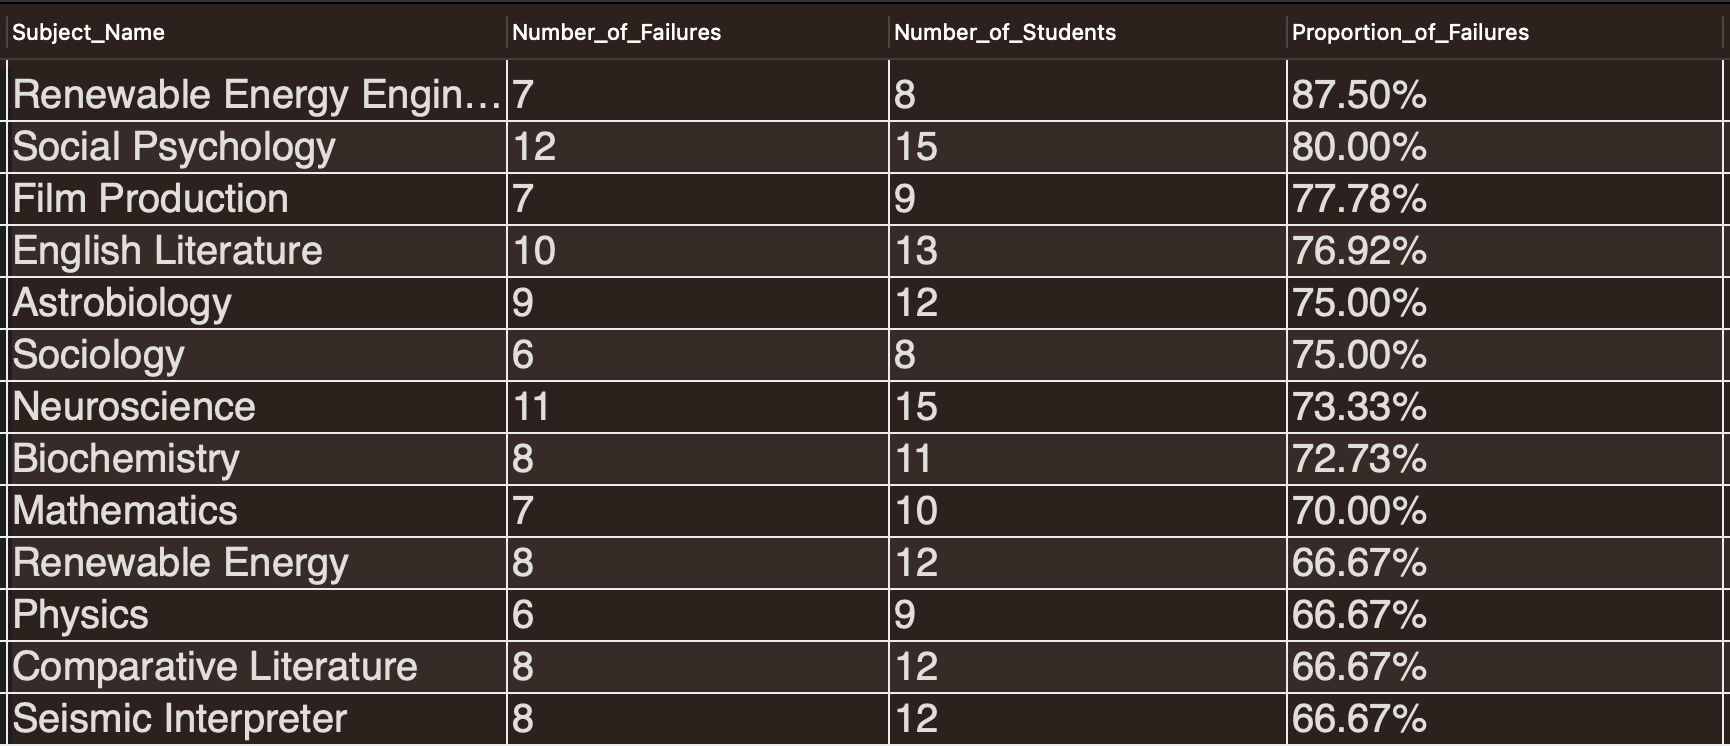 Subject_Name Number_of_Failures Number_of_Students Proportion_of_Failures
Renewable Energy Engin... 7 8 87.50%
Social Psychology 12 15 80.00%
Film Production 7 9 77.78%
English Literature 10 13 76.92%
Astrobiology 9 12 75.00%
Sociology 6 8 75.00%
Neuroscience 11 15 73.33%
Biochemistry 8 11 72.73%
Mathematics 7 10 70.00%
Renewable Energy 8 12 66.67%
Physics 6 9 66.67%
Comparative Literature 8 12 66.67%
Seismic Interpreter 8 12 66.67%